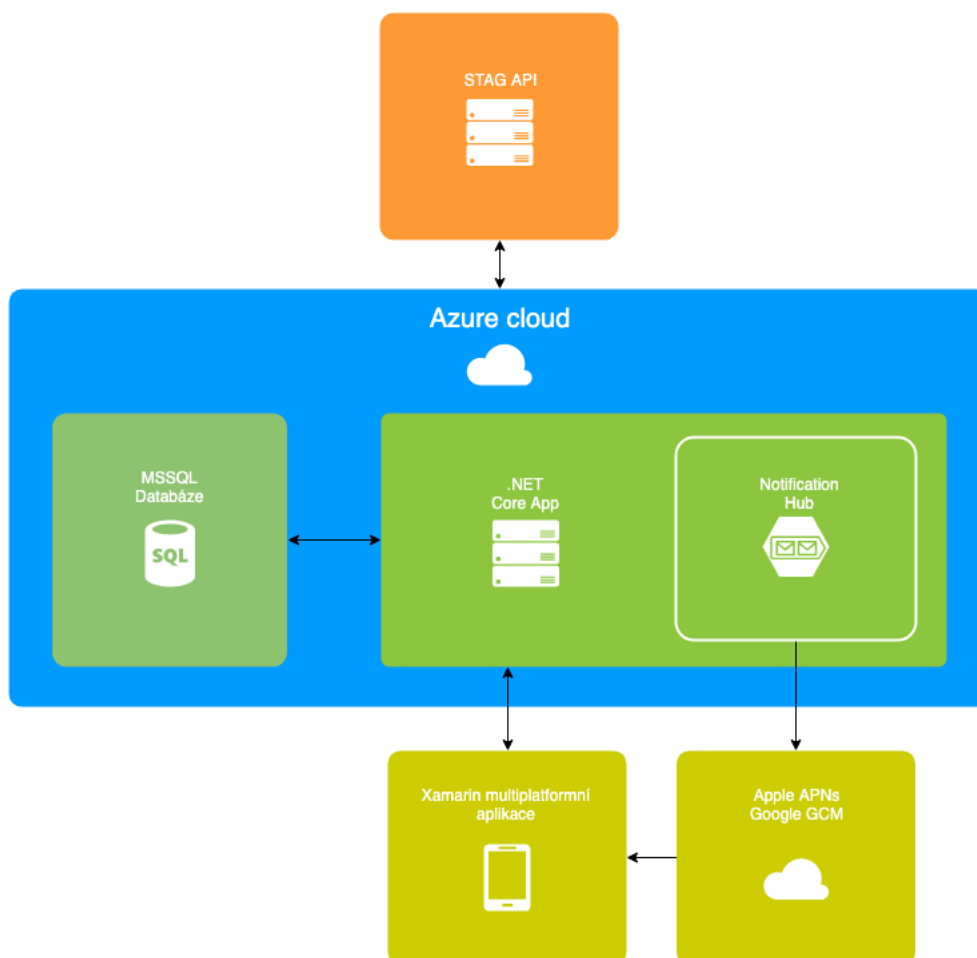 STAG API
Azure cloud
MSSQL
Databáze
SQL
.NET
Core App
Notification
Hub
Xamarin multiplatformní
aplikace
Apple APNs
Google GCM